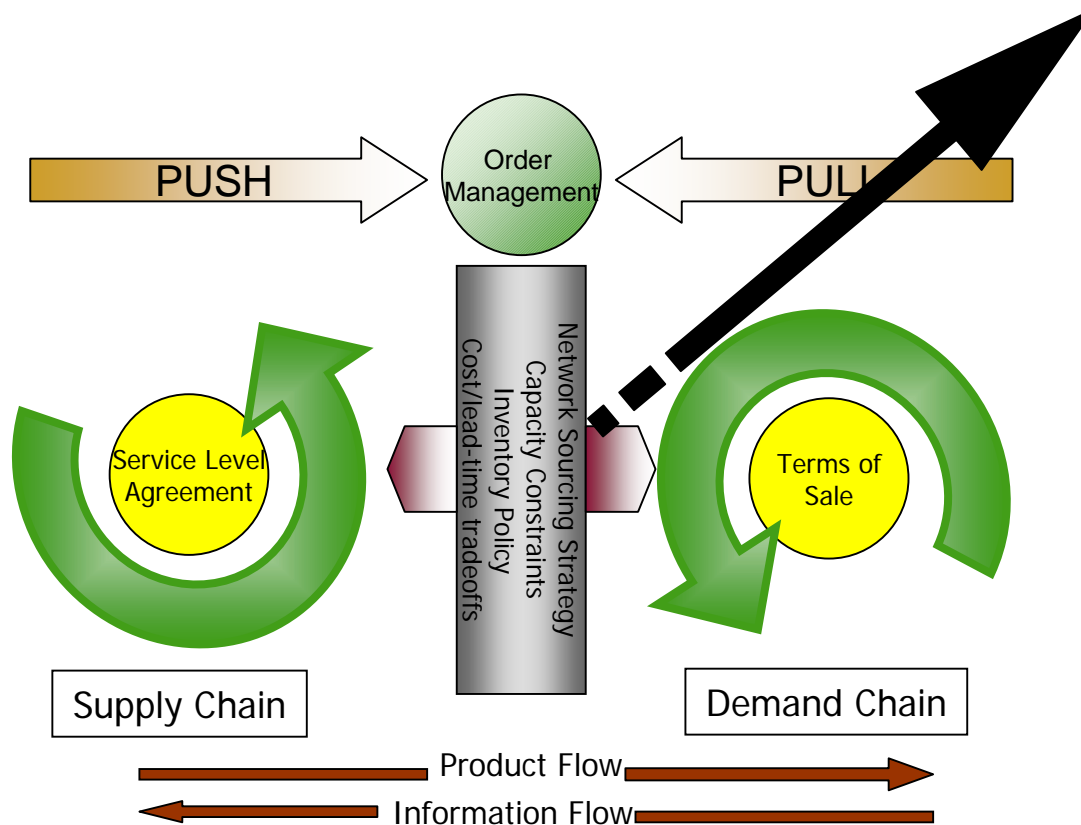 PUSH
Order
Management
PULL
Network Sourcing Strategy
Capacity Constraints
Inventory Policy
Cost/lead-time tradeoffs
Service Level
Agreement
Terms of
Sale
Supply Chain
Demand Chain
Product Flow
Information Flow